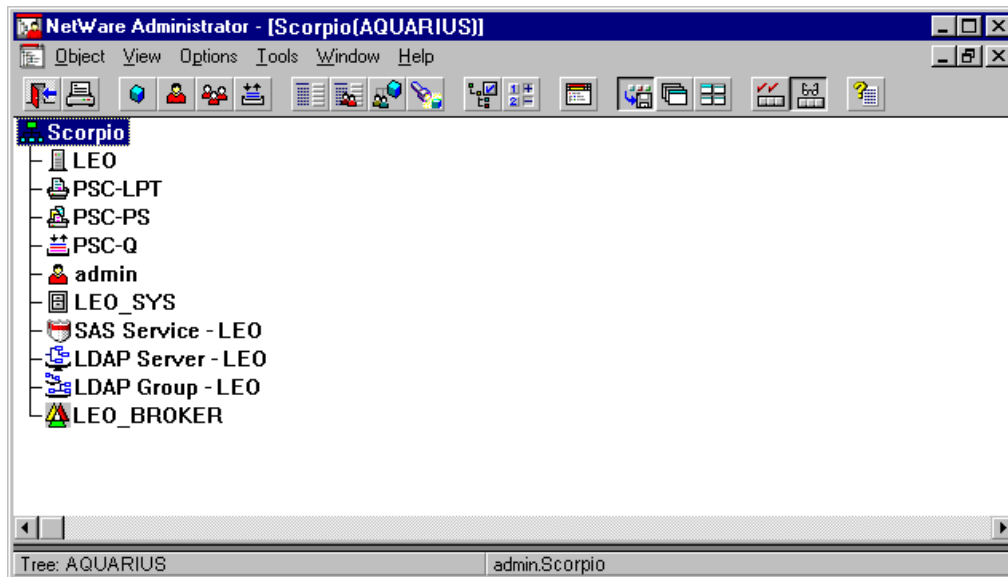 NetWare Administrator - [Scorpio(AQUARIUS)]
Object View Options Tools Window Help
Scorpio
LEO
PSC-LPT
PSC-PS
PSC-Q
admin
LEO_SYS
SAS Service - LEO
LDAP Server - LEO
LDAP Group - LEO
LEO_BROKER
Tree: AQUARIUS admin.Scorpio